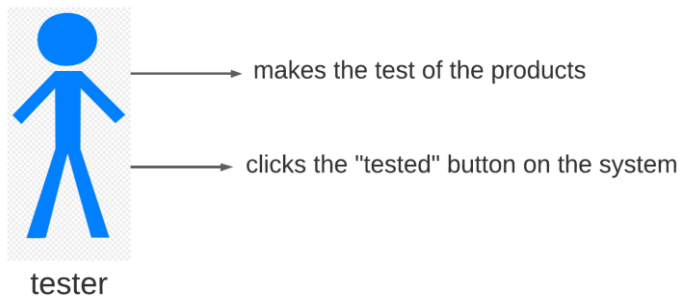 makes the test of the products
clicks the "tested" button on the system
tester